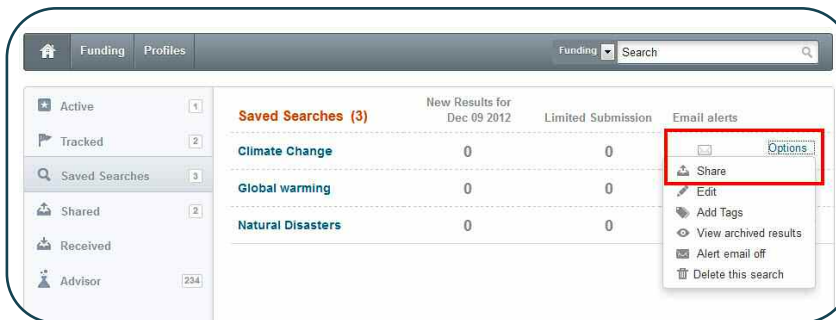 Funding Profiles Funding Search
Active 1
Tracked 2
Saved Searches 3
Shared 2
Received
Advisor 234
Saved Searches (3) New Results for Dec 09 2012 Limited Submission Email alerts
Climate Change 0 0 Options
Global warming 0 0
Natural Disasters 0 0
Share
Edit
Add Tags
View archived results
Alert email off
Delete this search